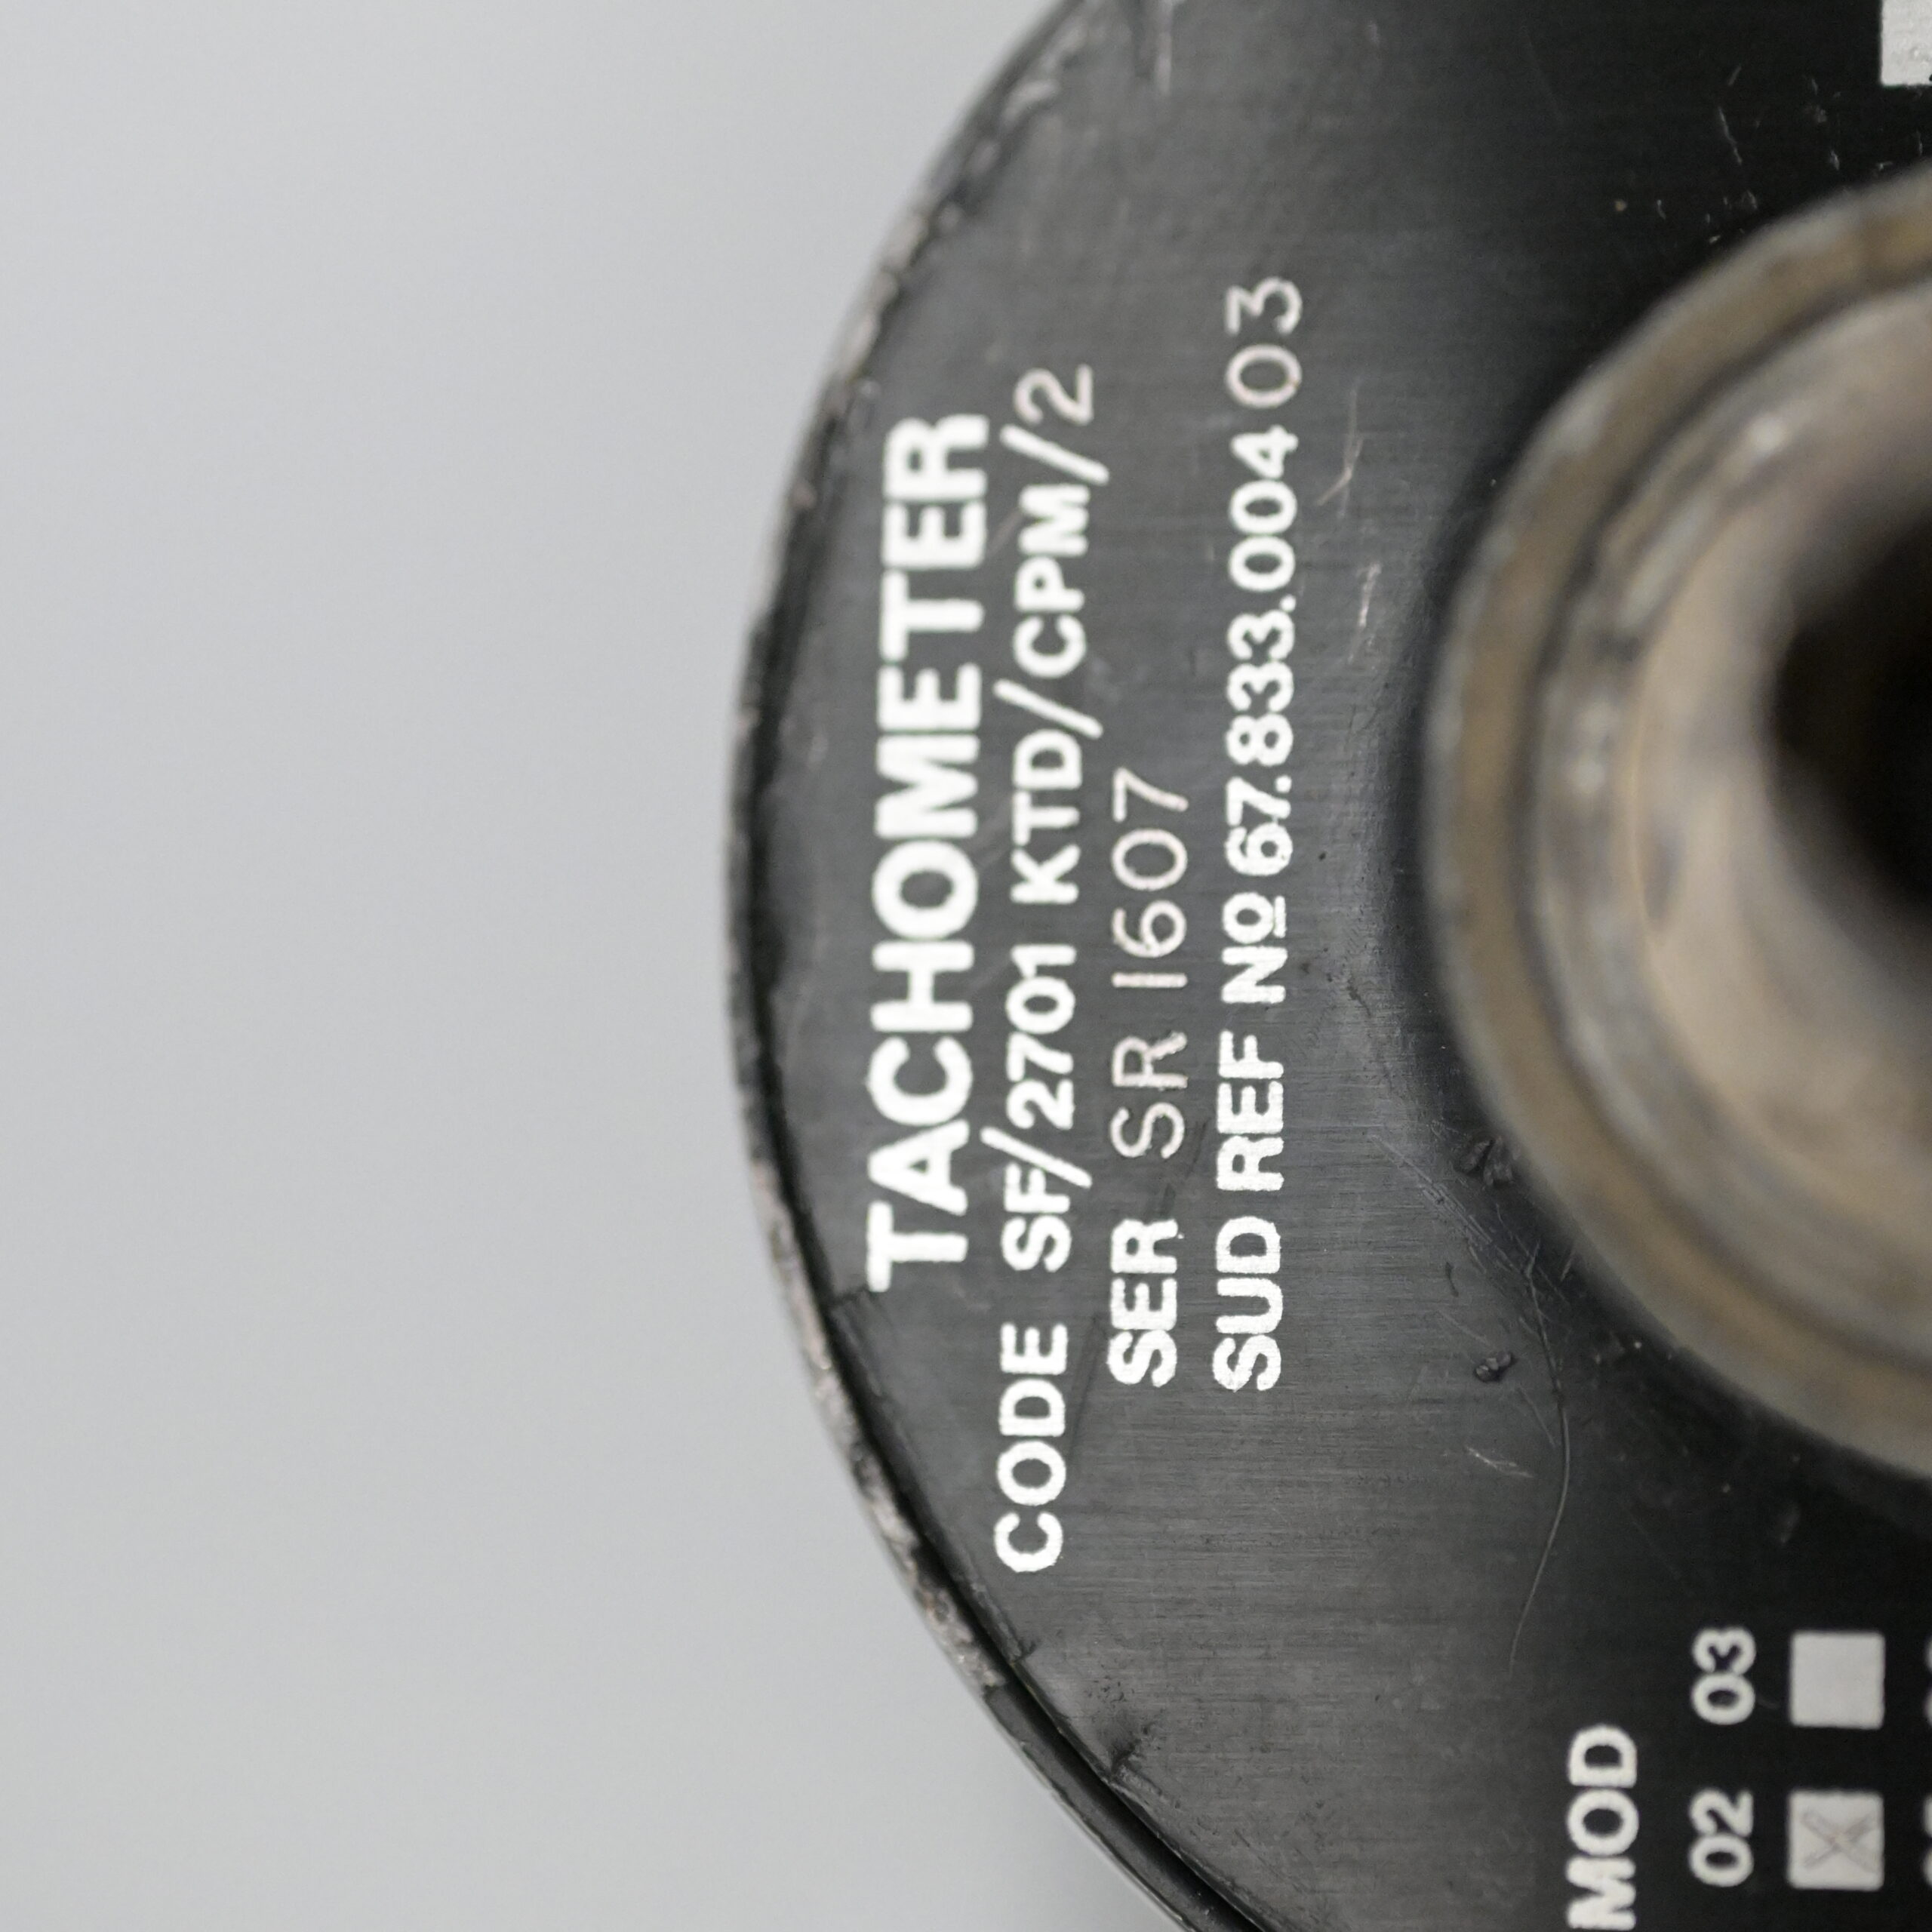 TACHOMETER
CODE SF/2701 KTD/CPM/2
SER SR 11607
SUD REF Nº 67.833.004 03
MOD
02 03